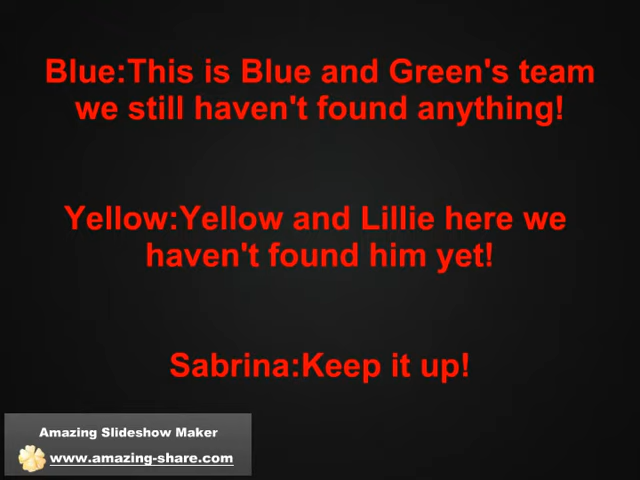 Blue:This is Blue and Green's team
we still haven't found anything!
Yellow:Yellow and Lillie here we
haven't found him yet!
Sabrina:Keep it up!
Amazing Slideshow Maker
www.amazing-share.com